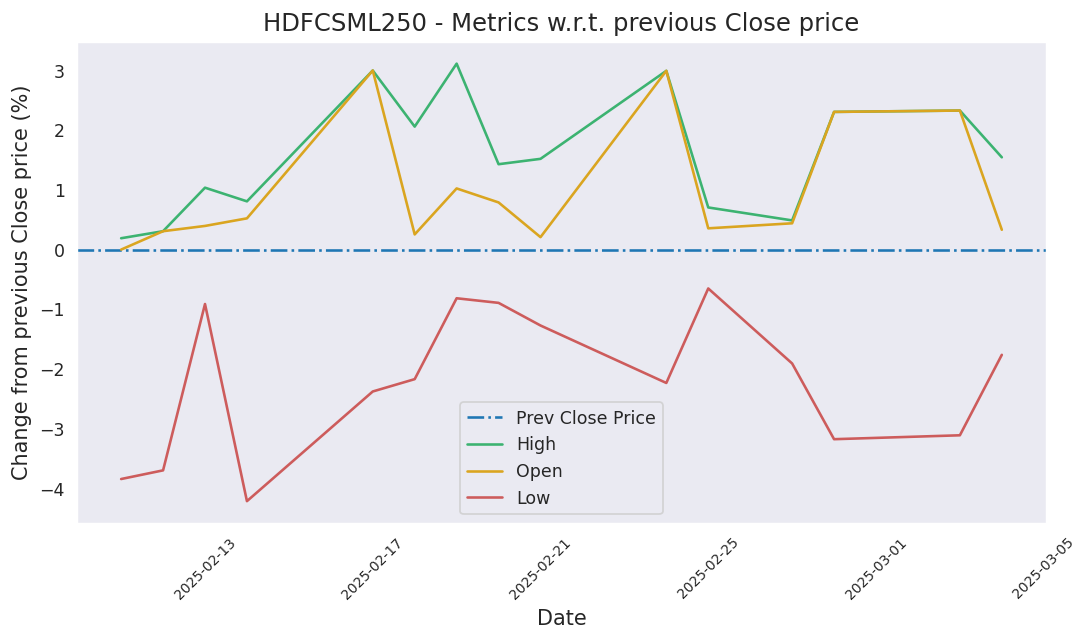 HDFCSML250 - Metrics w.r.t. previous Close price
Change from previous Close price (%)
3
2
1
0
−1
−2
−3
−4
Prev Close Price
High
Open
Low
2025-02-13
2025-02-17
2025-02-21
2025-02-25
2025-03-01
2025-03-05
Date